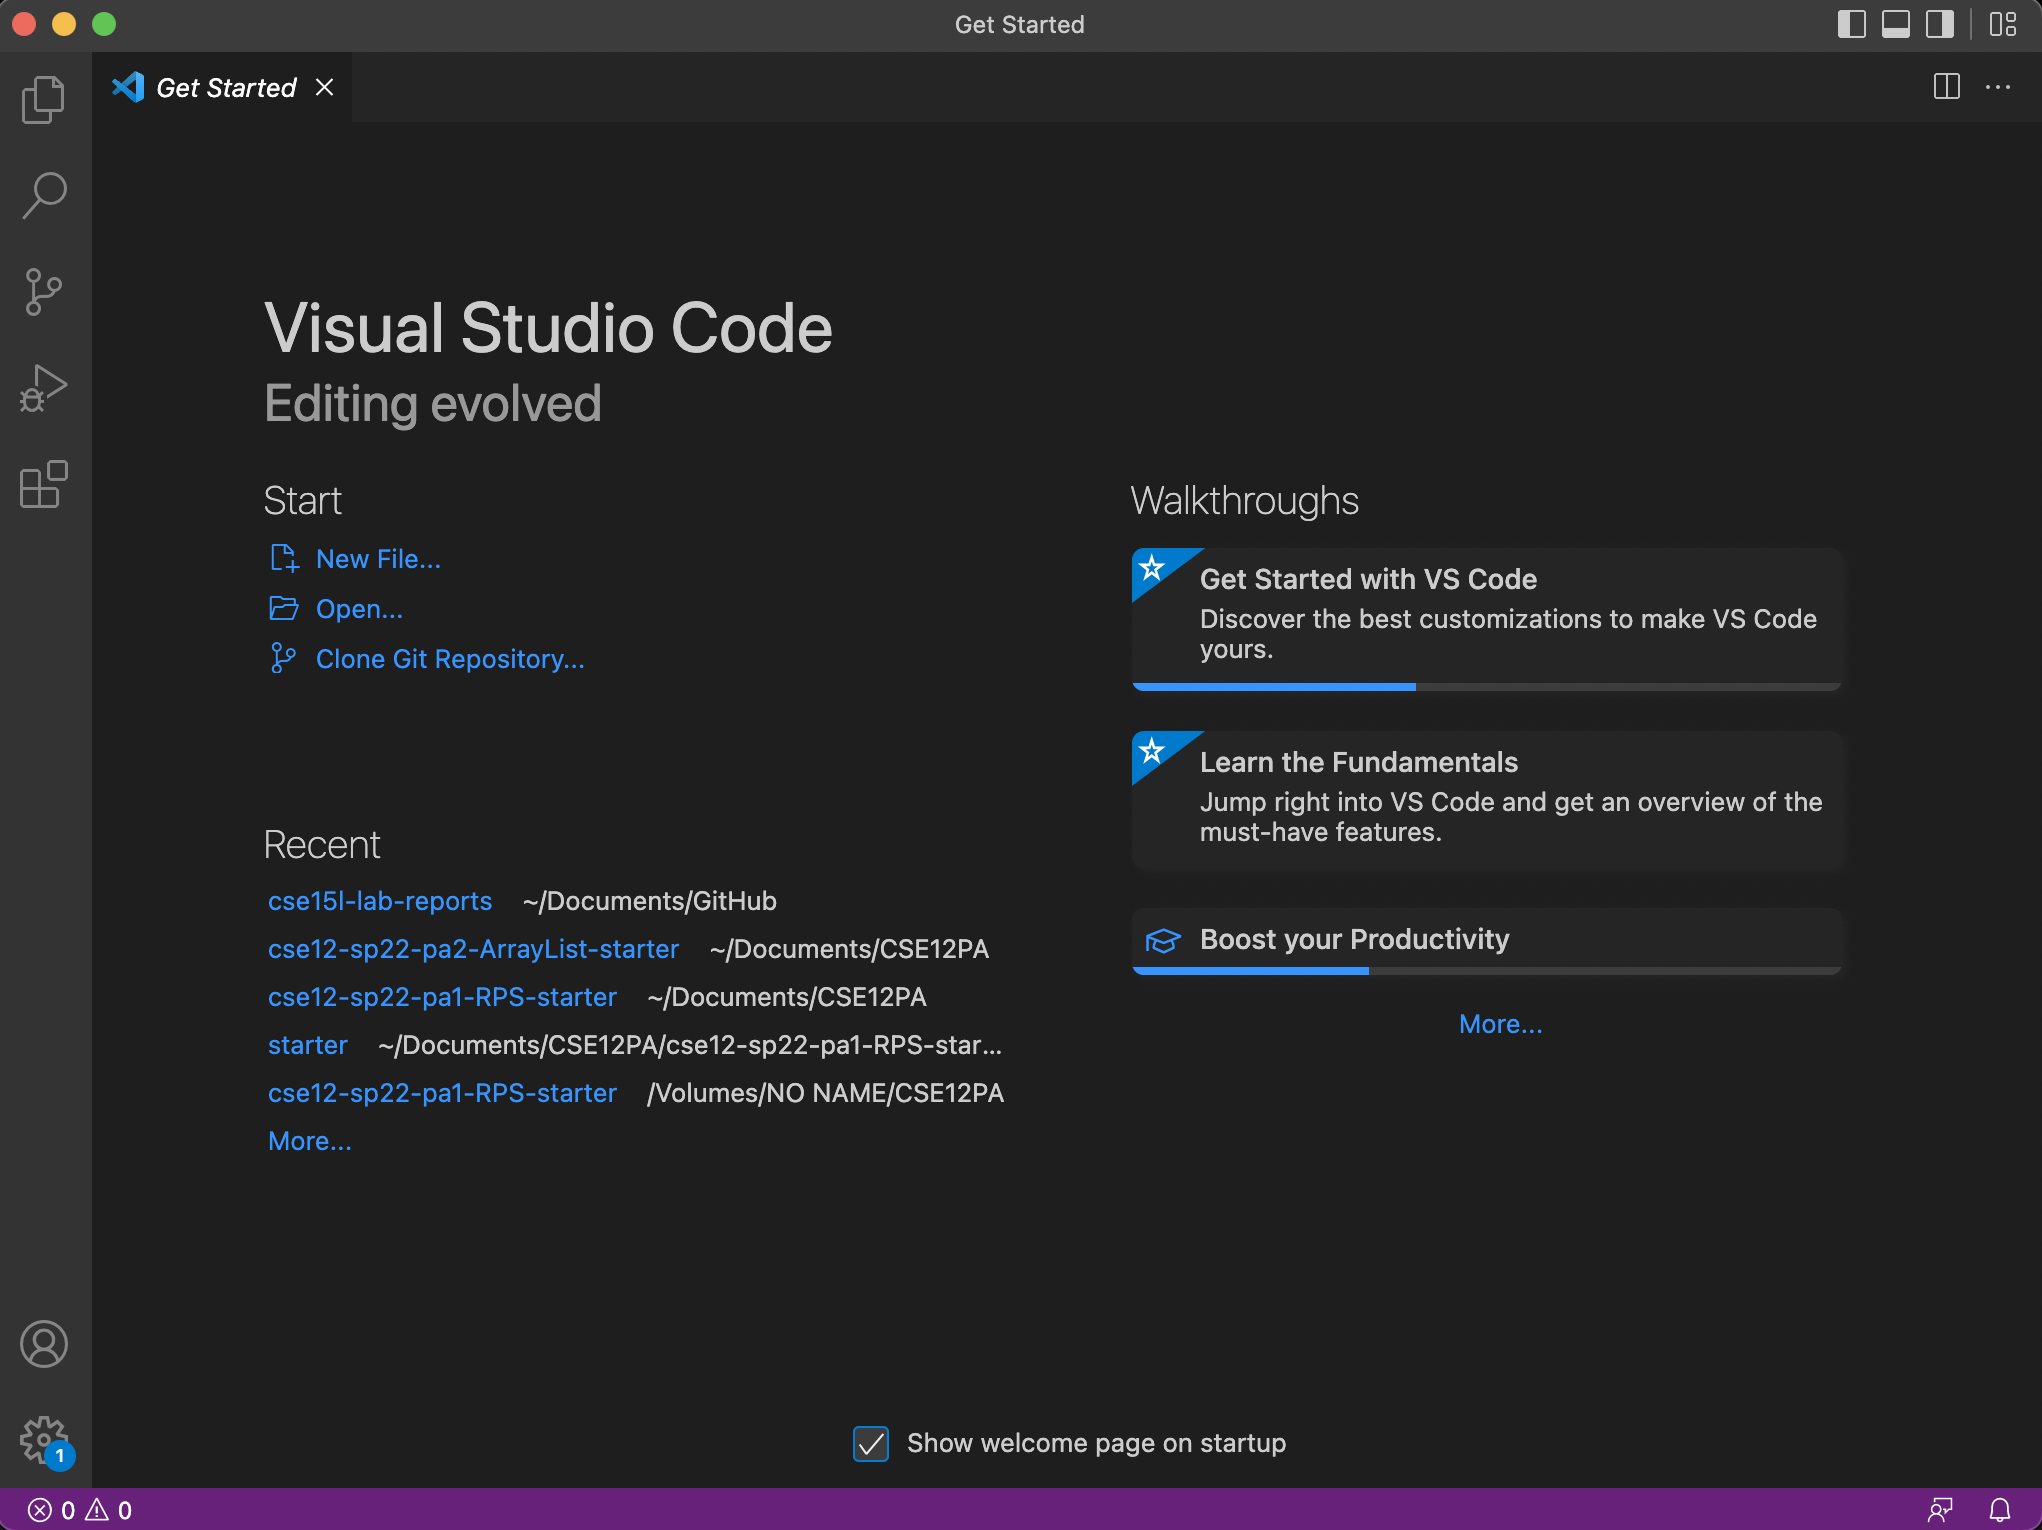 Get Started
Get Started
Visual Studio Code
Editing evolved
Start
New File...
Open...
Clone Git Repository...
Recent
cse15l-lab-reports ~/Documents/GitHub
cse12-sp22-pa2-ArrayList-starter ~/Documents/CSE12PA
cse12-sp22-pa1-RPS-starter ~/Documents/CSE12PA
starter ~/Documents/CSE12PA/cse12-sp22-pa1-RPS-star...
cse12-sp22-pa1-RPS-starter /Volumes/NO NAME/CSE12PA
More...
Walkthroughs
Get Started with VS Code
Discover the best customizations to make VS Code
yours.
Learn the Fundamentals
Jump right into VS Code and get an overview of the
must-have features.
Boost your Productivity
More...
Show welcome page on startup
1
0 0